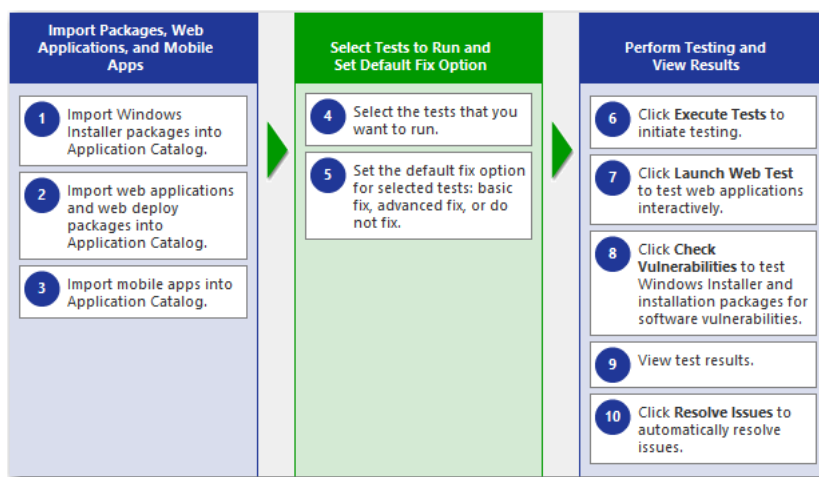 Import Packages, Web
Applications, and Mobile
Apps
1
Import Windows
Installer packages into
Application Catalog.
2
Import web applications
and web deploy
packages into
Application Catalog.
3
Import mobile apps into
Application Catalog.
Select Tests to Run and
Set Default Fix Option
4
Select the tests that you
want to run.
5
Set the default fix option
for selected tests: basic
fix, advanced fix, or do
not fix.
Perform Testing and
View Results
6
Click Execute Tests to
initiate testing.
7
Click Launch Web Test
to test web applications
interactively.
8
Click Check
Vulnerabilities to test
Windows Installer and
installation packages for
software vulnerabilities.
9
View test results.
10
Click Resolve Issues to
automatically resolve
issues.